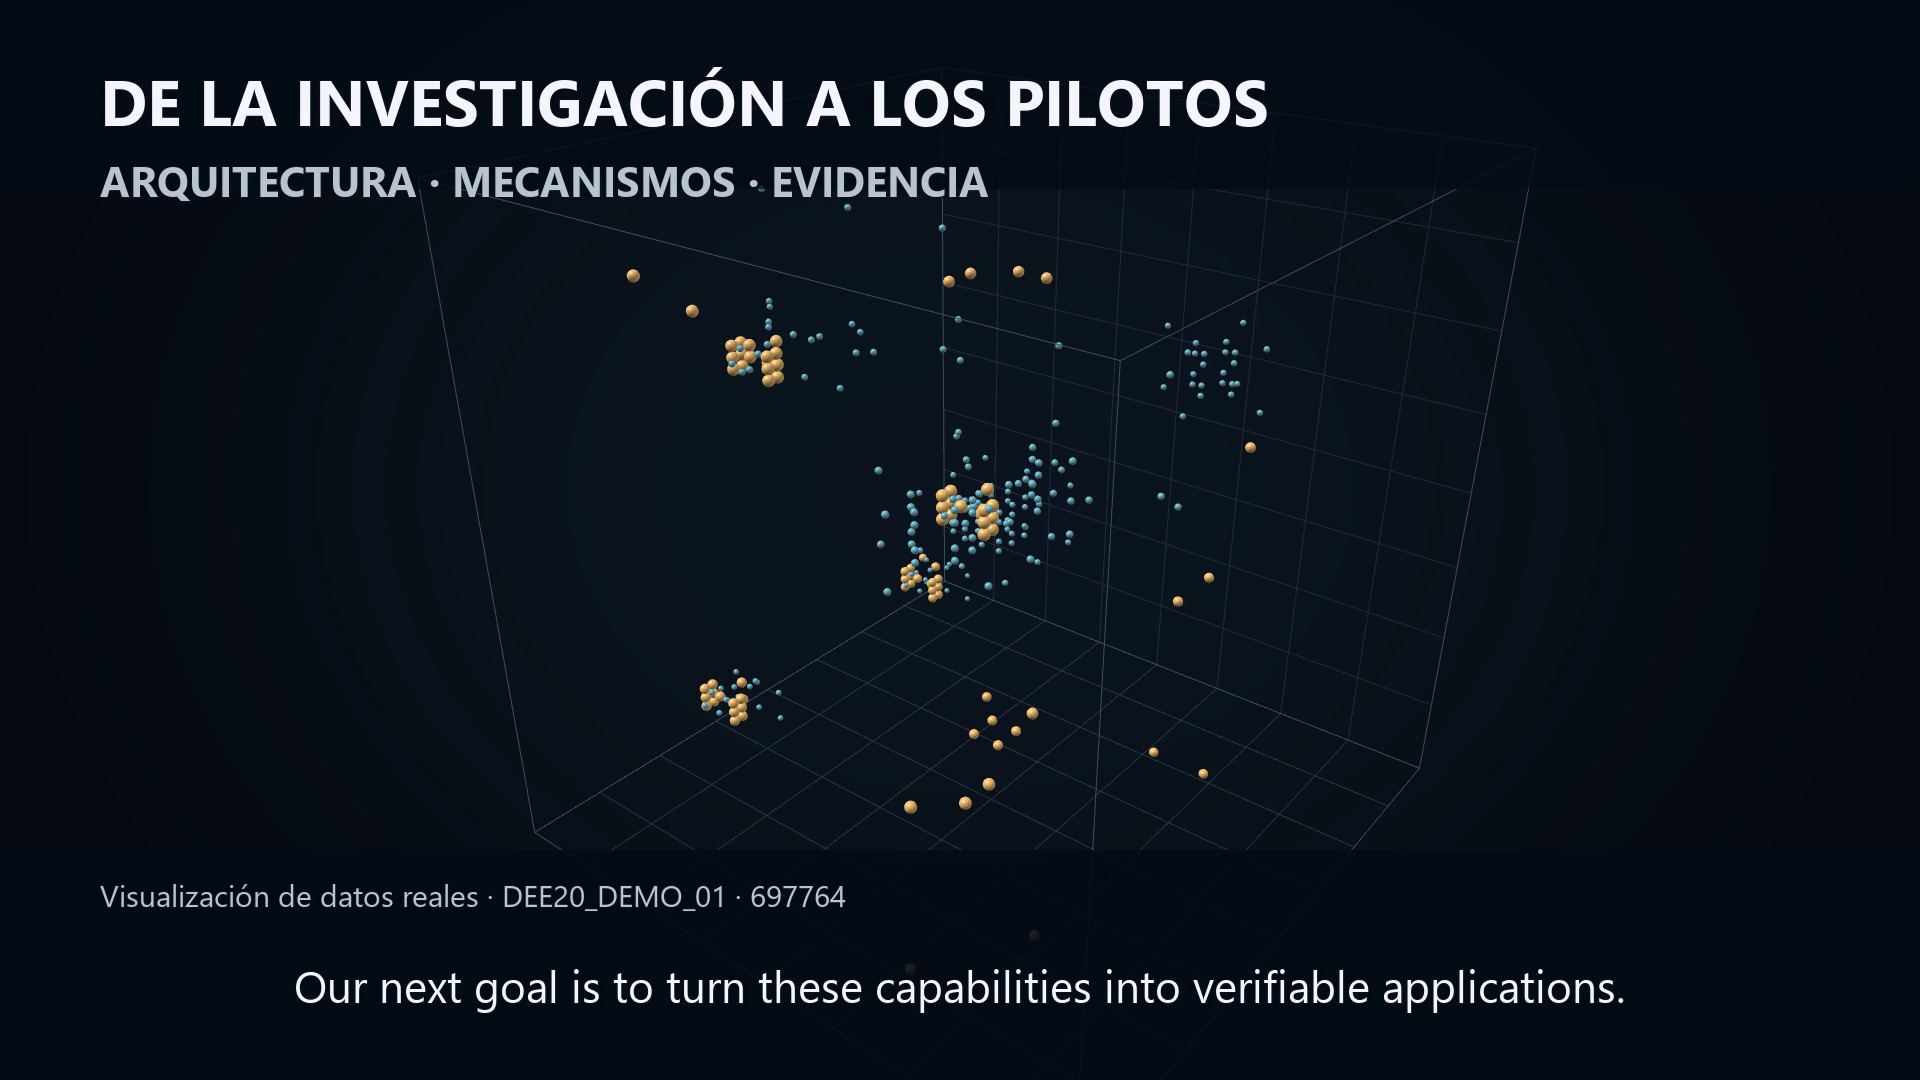 DE LA INVESTIGACIÓN A LOS PILOTOS
ARQUITECTURA · MECANISMOS · EVIDENCIA
Visualización de datos reales · DEE20_DEMO_01 · 697764
Our next goal is to turn these capabilities into verifiable applications.